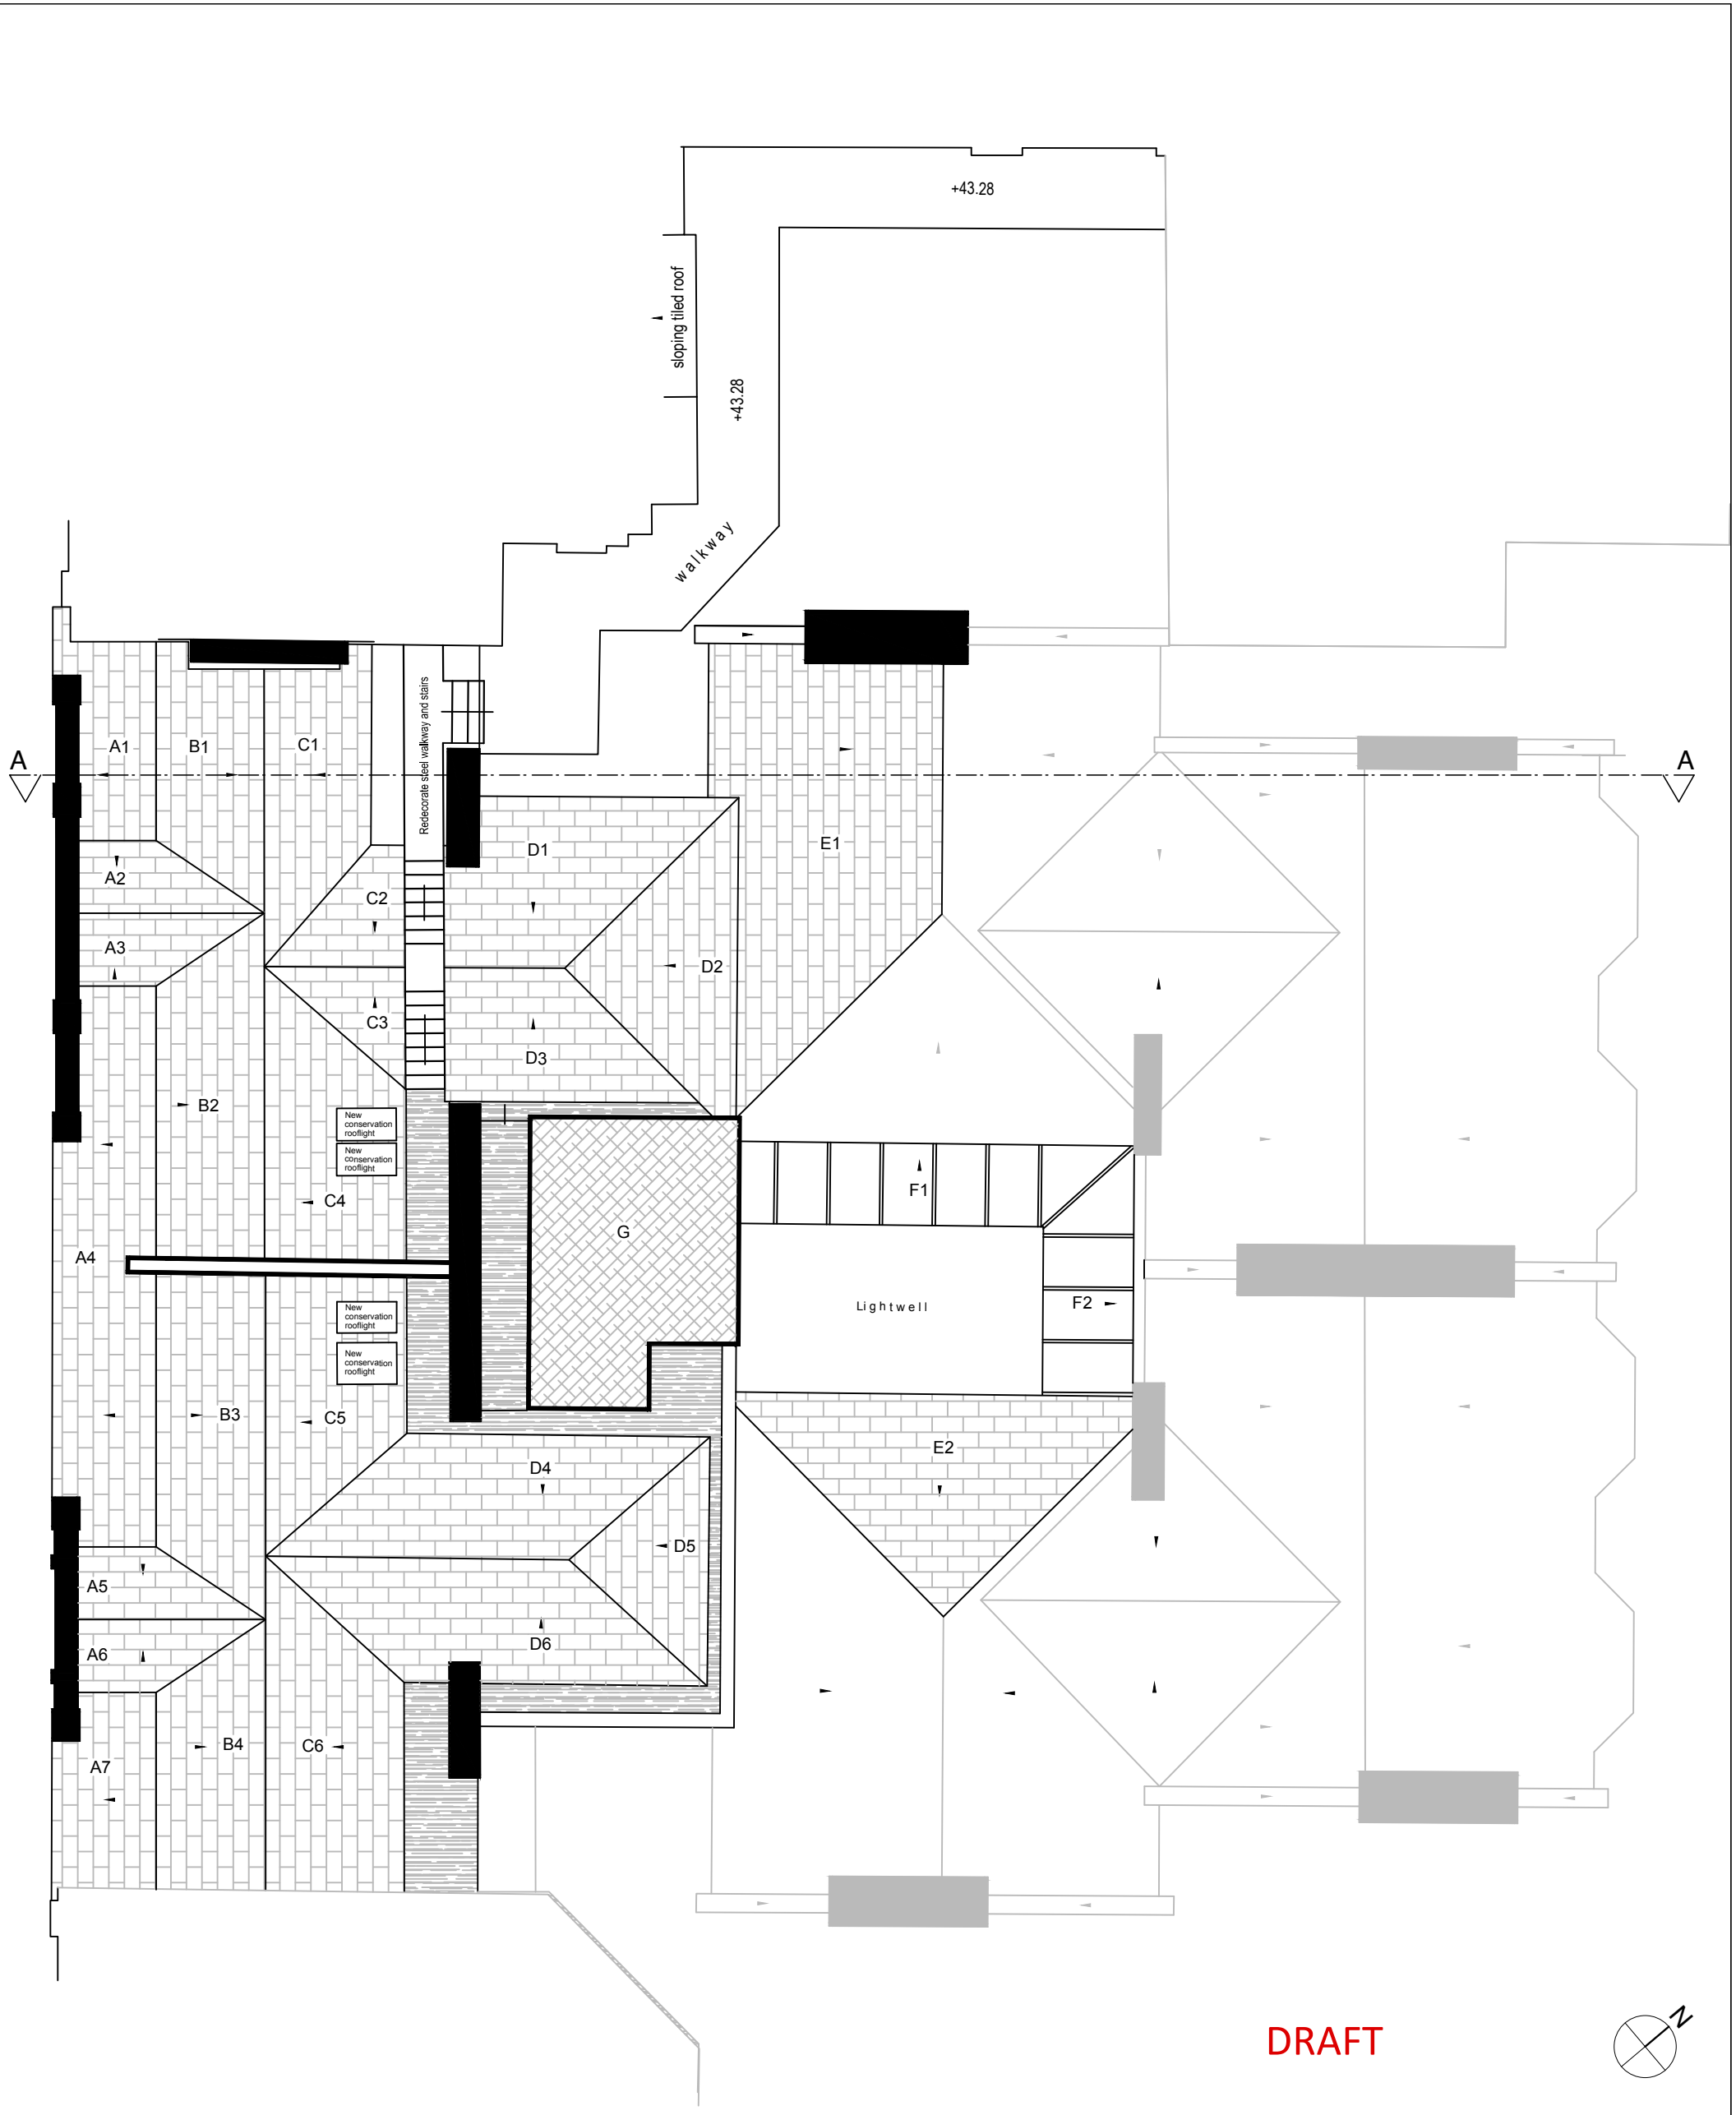 +43.28
sloping tiled roof
+43.28
walkway
Redecorate steel walkway and stairs
A1
B1
C1
A
A
D1
E1
A2
C2
A3
D2
C3
D3
B2
New
conservation
rooflight
New
conservation
rooflight
F1
C4
G
A4
Lightwell
F2
New
conservation
rooflight
New
conservation
rooflight
B3
C5
E2
D4
D5
A5
D6
A6
B4
C6
A7
DRAFT
N